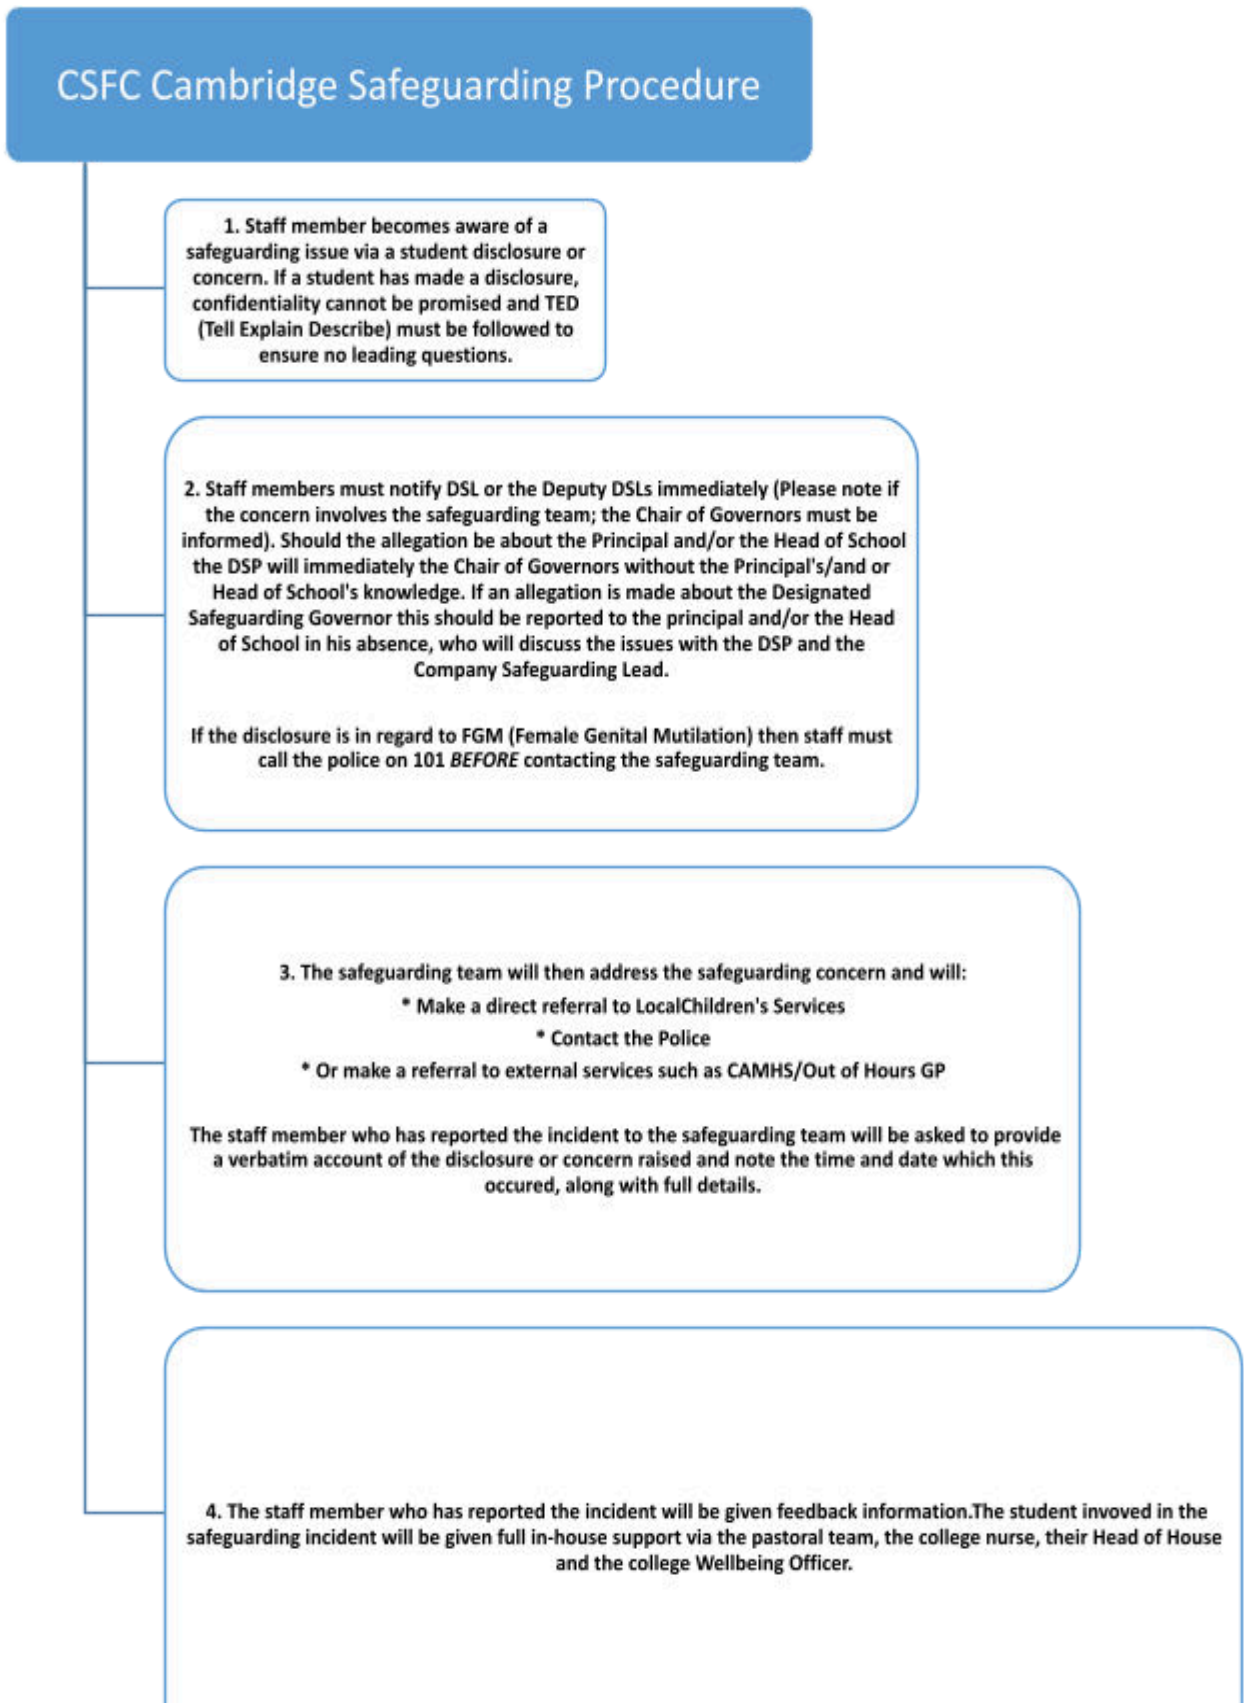 CSFC Cambridge Safeguarding Procedure
1. Staff member becomes aware of a
safeguarding issue via a student disclosure or
concern. If a student has made a disclosure,
confidentiality cannot be promised and TED
(Tell Explain Describe) must be followed to
ensure no leading questions.
2. Staff members must notify DSL or the Deputy DSLs immediately (Please note if
the concern involves the safeguarding team; the Chair of Governors must be
informed). Should the allegation be about the Principal and/or the Head of School
the DSP will immediately the Chair of Governors without the Principal's/and or
Head of School's knowledge. If an allegation is made about the Designated
Safeguarding Governor this should be reported to the principal and/or the Head
of School in his absence, who will discuss the issues with the DSP and the
Company Safeguarding Lead.
If the disclosure is in regard to FGM (Female Genital Mutilation) then staff must
call the police on 101 BEFORE contacting the safeguarding team.
3. The safeguarding team will then address the safeguarding concern and will:
* Make a direct referral to LocalChildren's Services
* Contact the Police
* Or make a referral to external services such as CAMHS/Out of Hours GP
The staff member who has reported the incident to the safeguarding team will be asked to provide
a verbatim account of the disclosure or concern raised and note the time and date which this
occured, along with full details.
4. The staff member who has reported the incident will be given feedback information.The student invoved in the
safeguarding incident will be given full in-house support via the pastoral team, the college nurse, their Head of House
and the college Wellbeing Officer.